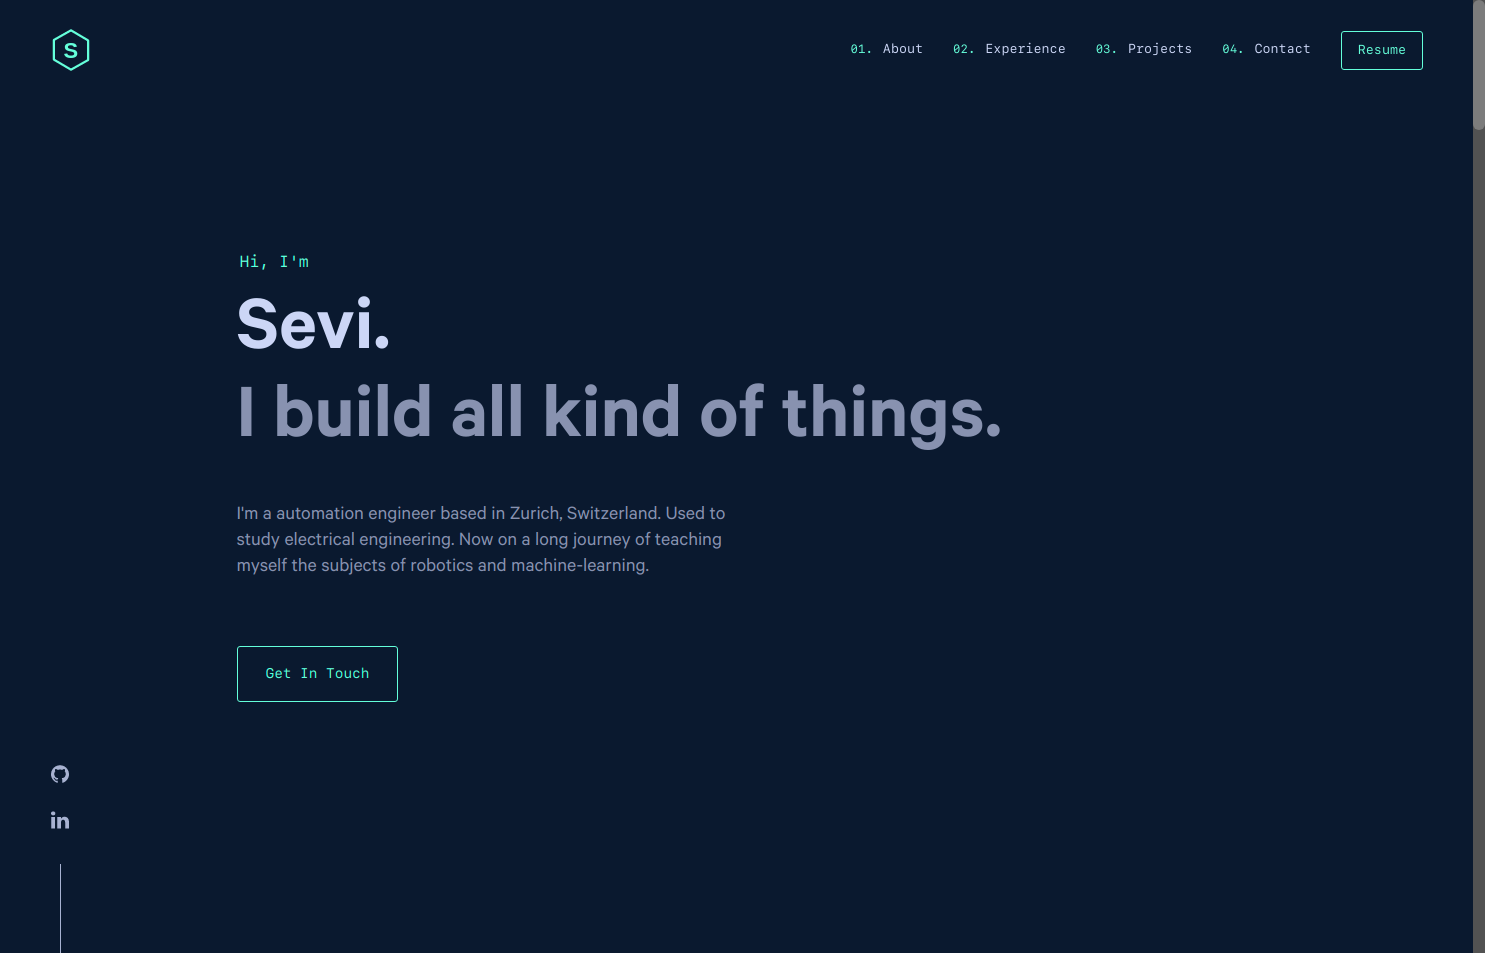 S
01. About 02. Experience 03. Projects 04. Contact Resume
Hi, I'm
Sevi.
I build all kind of things.
I'm a automation engineer based in Zurich, Switzerland. Used to
study electrical engineering. Now on a long journey of teaching
myself the subjects of robotics and machine-learning.
Get In Touch
in